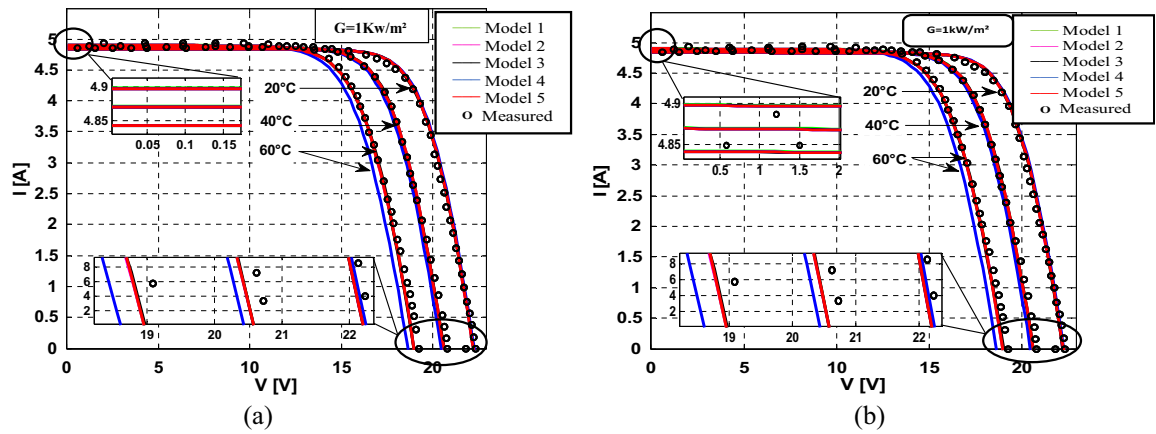 G=1Kw/m²
Model 1
Model 2
Model 3
Model 4
Model 5
Measured
I [A]
5
4.5
4
3.5
3
2.5
2
1.5
1
0.5
0
4.9
4.85
0.05 0.1 0.15
20°C
40°C
60°C
8
6
4
2
19 20 21 22
0 5 10 15 20
V [V]
(a)
G=1kW/m²
Model 1
Model 2
Model 3
Model 4
Model 5
Measured
I [A]
5
4.5
4
3.5
3
2.5
2
1.5
1
0.5
0
4.9
4.85
0.5 1 1.5 2
20°C
40°C
60°C
8
6
4
2
19 20 21 22
0 5 10 15 20
V [V]
(b)